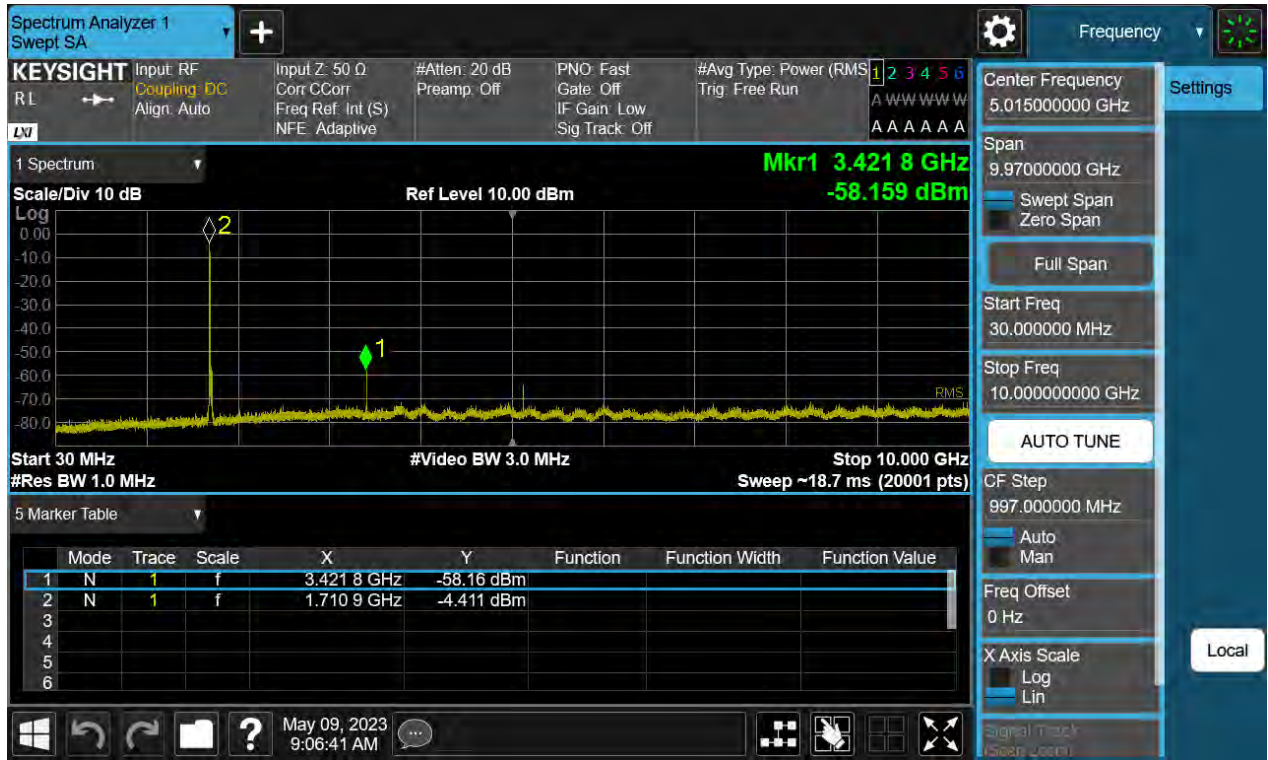 Spectrum Analyzer 1
Swept SA
+
Frequency
KEYSIGHT
RL
LXI
Input: RF
Coupling: DC
Align: Auto
Input Z: 50 Ω
Corr CCorr
Freq Ref: Int (S)
NFE: Adaptive
#Atten: 20 dB
Preamp: Off
PNO: Fast
Gate: Off
IF Gain: Low
Sig Track: Off
#Avg Type: Power (RMS
Trig: Free Run
1 2 3 4 5 6
A W W W W W
A A A A A A
1 Spectrum
Mkr1 3.421 8 GHz
-58.159 dBm
Scale/Div 10 dB
Ref Level 10.00 dBm
Log
0.00
-10.0
-20.0
-30.0
-40.0
-50.0
-60.0
-70.0
-80.0
2
1
RMS
Start 30 MHz
#Video BW 3.0 MHz
Stop 10.000 GHz
#Res BW 1.0 MHz
Sweep ~18.7 ms (20001 pts)
5 Marker Table
Mode Trace Scale X Y Function Function Width Function Value
1 N 1 f 3.421 8 GHz -58.16 dBm
2 N 1 f 1.710 9 GHz -4.411 dBm
3
4
5
6
?
May 09, 2023
9:06:41 AM
Center Frequency
5.015000000 GHz
Settings
Span
9.97000000 GHz
Swept Span
Zero Span
Full Span
Start Freq
30.000000 MHz
Stop Freq
10.000000000 GHz
AUTO TUNE
CF Step
997.000000 MHz
Auto
Man
Freq Offset
0 Hz
X Axis Scale
Log
Lin
Local
Signal Track
(Span Zoom)